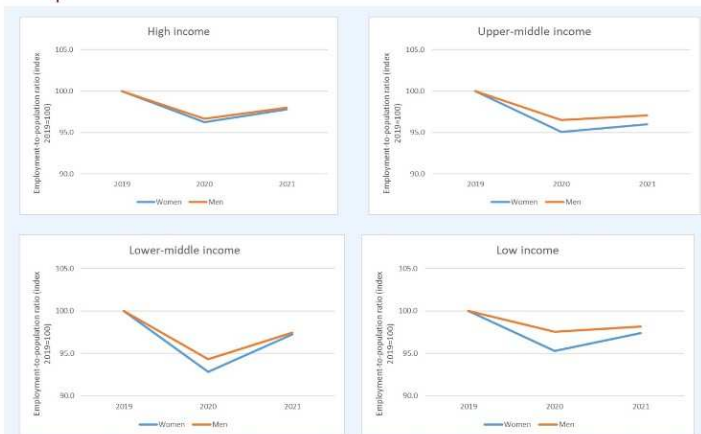 High income
Employment-to-population ratio (index
2019=100)
105.0
100.0
95.0
90.0
2019
2020
2021
Women
Men
Upper-middle income
Employment-to-population ratio (index
2019=100)
105.0
100.0
95.0
90.0
2019
2020
2021
Women
Men
Lower-middle income
Employment-to-population ratio (index
2019=100)
105.0
100.0
95.0
90.0
2019
2020
2021
Women
Men
Low income
Employment-to-population ratio (index
2019=100)
105.0
100.0
95.0
90.0
2019
2020
2021
Women
Men